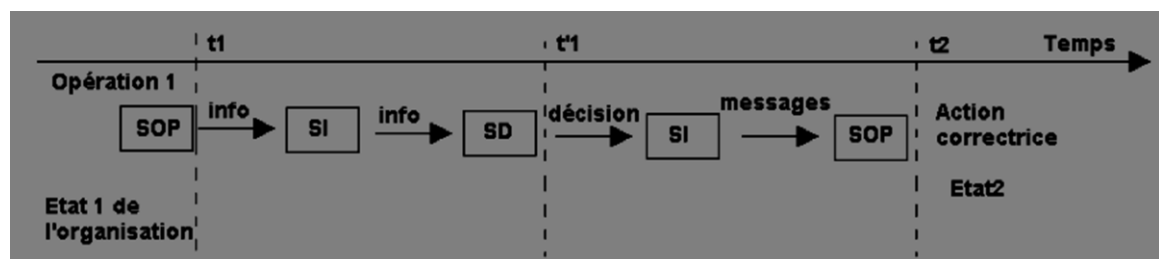 t1
t'1
t2
Temps
Opération 1
SOP
info
SI
info
SD
décision
SI
messages
SOP
Action
correctrice
Etat2
Etat 1 de
l'organisation